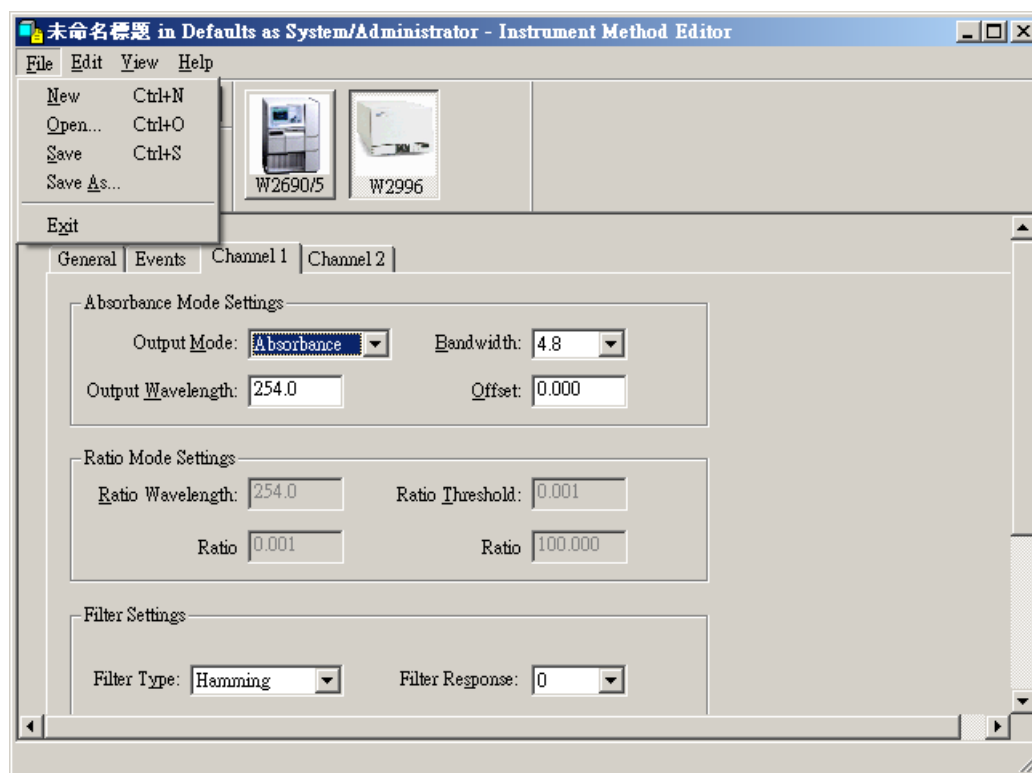 未命名標題 in Defaults as System/Administrator - Instrument Method Editor
File Edit View Help
New Ctrl+N
Open... Ctrl+O
Save Ctrl+S
Save As...
Exit
W2690/5 W2996
General Events Channel 1 Channel 2
Absorbance Mode Settings
Output Mode: Absorbance Bandwidth: 4.8
Output Wavelength: 254.0 Offset: 0.000
Ratio Mode Settings
Ratio Wavelength: 254.0 Ratio Threshold: 0.001
Ratio 0.001 Ratio 100.000
Filter Settings
Filter Type: Hamming Filter Response: 0